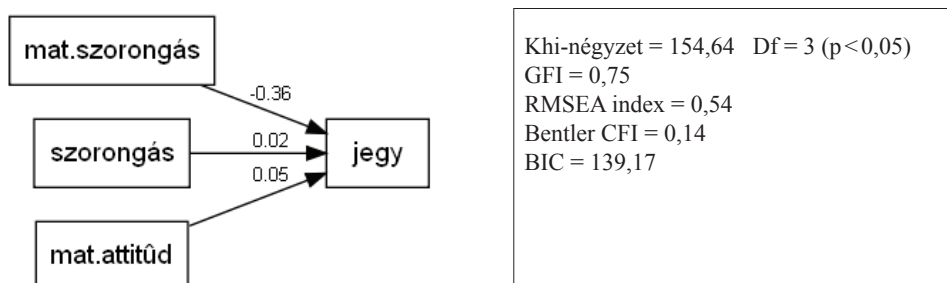 mat.szorongás
-0.36
szorongás
0.02
jegy
0.05
mat.attitûd
Khi-négyzet = 154,64 Df = 3 (p < 0,05)
GFI = 0,75
RMSEA index = 0,54
Bentler CFI = 0,14
BIC = 139,17